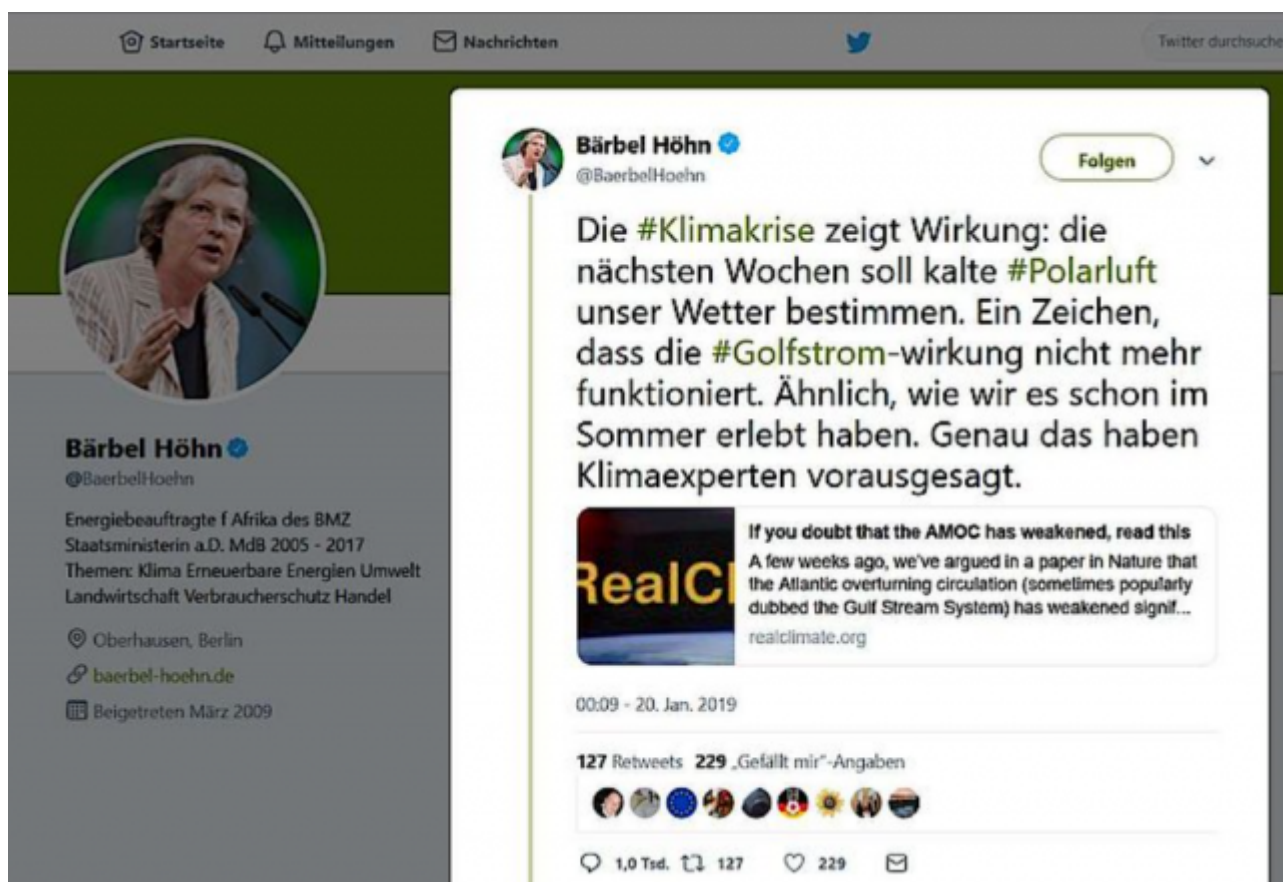 Startseite Mitteilungen Nachrichten Twitter durchsuche
Bärbel Höhn
@BaerbelHoehn
Energiebeauftragte f Afrika des BMZ
Staatsministerin a.D. MdB 2005 - 2017
Themen: Klima Erneuerbare Energien Umwelt
Landwirtschaft Verbraucherschutz Handel
Oberhausen, Berlin
baerbel-hoehn.de
Beigetreten März 2009
Bärbel Höhn
@BaerbelHoehn
Folgen
Die #Klimakrise zeigt Wirkung: die
nächsten Wochen soll kalte #Polarluft
unser Wetter bestimmen. Ein Zeichen,
dass die #Golfstrom-wirkung nicht mehr
funktioniert. Ähnlich, wie wir es schon im
Sommer erlebt haben. Genau das haben
Klimaexperten vorausgesagt.
RealCl
If you doubt that the AMOC has weakened, read this
A few weeks ago, we've argued in a paper in Nature that
the Atlantic overturning circulation (sometimes popularly
dubbed the Gulf Stream System) has weakened signif...
realclimate.org
00:09 - 20. Jan. 2019
127 Retweets 229 „Gefällt mir“-Angaben
1,0 Tsd. 127 229